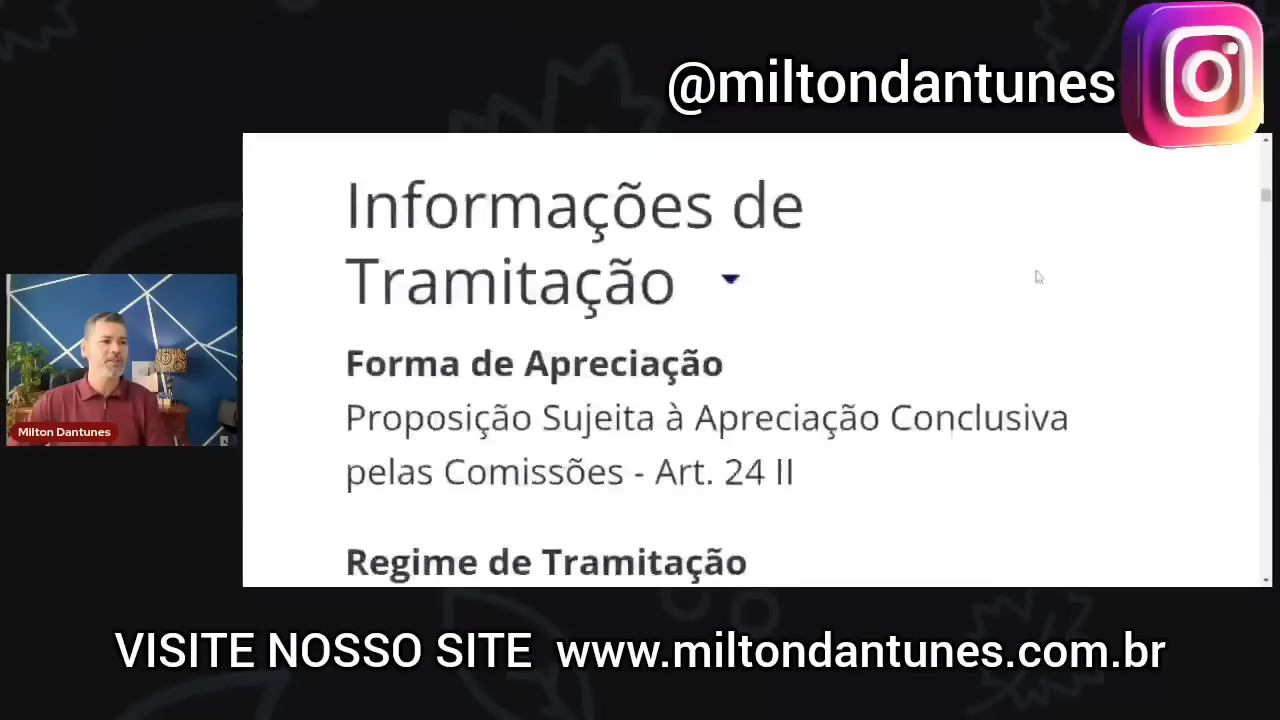 @miltondantunes
Informações de
Tramitação
Forma de Apreciação
Proposição Sujeita à Apreciação Conclusiva
pelas Comissões - Art. 24 II
Regime de Tramitação
Milton Dantunes
VISITE NOSSO SITE www.miltondantunes.com.br